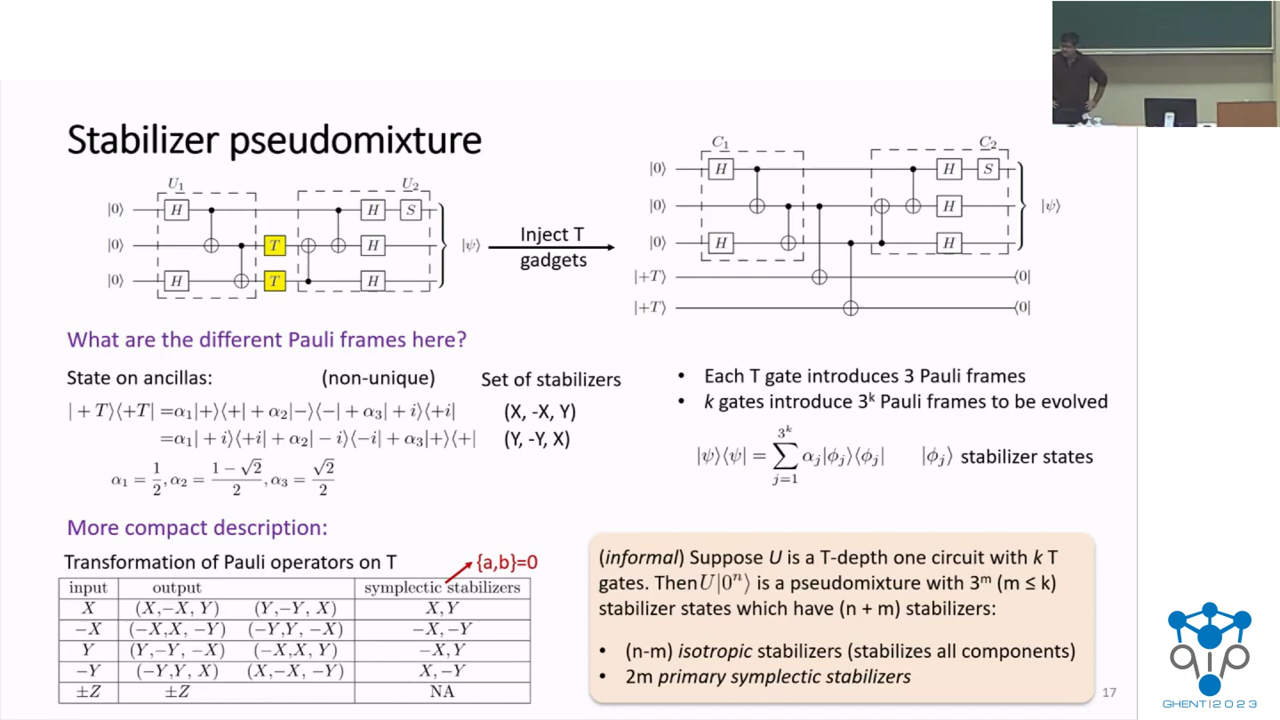 Stabilizer pseudomixture
U₁ U₂
|0⟩ H H S
|0⟩ T H |ψ⟩
|0⟩ H T H
Inject T
gadgets
C₁ C₂
|0⟩ H H S
|0⟩ H |ψ⟩
|0⟩ H H
|+T⟩ ⟨0|
|+T⟩ ⟨0|
What are the different Pauli frames here?
State on ancillas: (non-unique) Set of stabilizers
|+T⟩⟨+T| =α₁|+⟩⟨+| + α₂|−⟩⟨−| + α₃| + i⟩⟨+i| (X, -X, Y)
=α₁| + i⟩⟨+i| + α₂| − i⟩⟨−i| + α₃|+⟩⟨+| (Y, -Y, X)
α₁ = 1/2, α₂ = (1 − √2)/2, α₃ = √2/2
• Each T gate introduces 3 Pauli frames
• k gates introduce 3ᵏ Pauli frames to be evolved
|ψ⟩⟨ψ| = ∑_{j=1}^{3^k} αⱼ|ϕⱼ⟩⟨ϕⱼ| |ϕⱼ⟩ stabilizer states
More compact description:
Transformation of Pauli operators on T {a,b}=0
input output symplectic stabilizers
X (X,−X, Y) (Y,−Y, X) X, Y
−X (−X,X, −Y) (−Y,Y, −X) −X, −Y
Y (Y,−Y, −X) (−X,X, Y) −X, Y
−Y (−Y,Y, X) (X,−X, −Y) X, −Y
±Z ±Z NA
(informal) Suppose U is a T-depth one circuit with k T
gates. Then U|0ⁿ⟩ is a pseudomixture with 3ᵐ (m ≤ k)
stabilizer states which have (n + m) stabilizers:
• (n-m) isotropic stabilizers (stabilizes all components)
• 2m primary symplectic stabilizers
17
qip
GHENT|2023